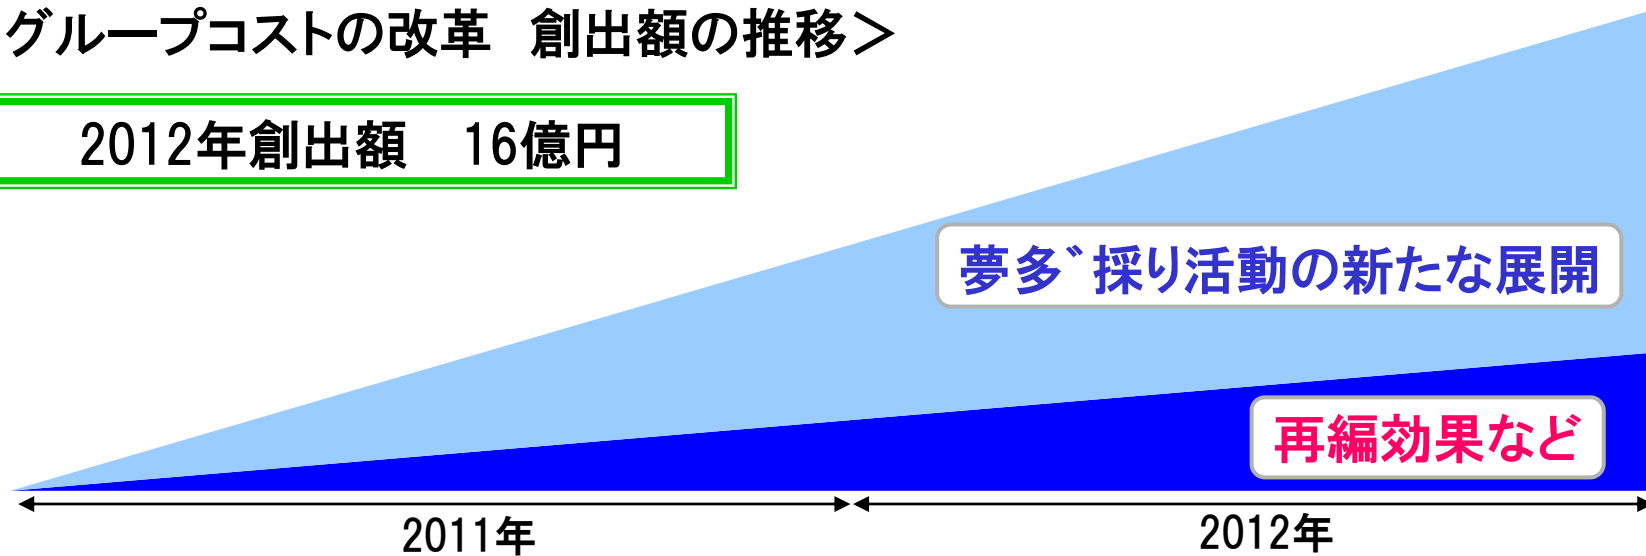 グループコストの改革　創出額の推移＞
2012年創出額　16億円
夢多゛採り活動の新たな展開
再編効果など
2011年
2012年